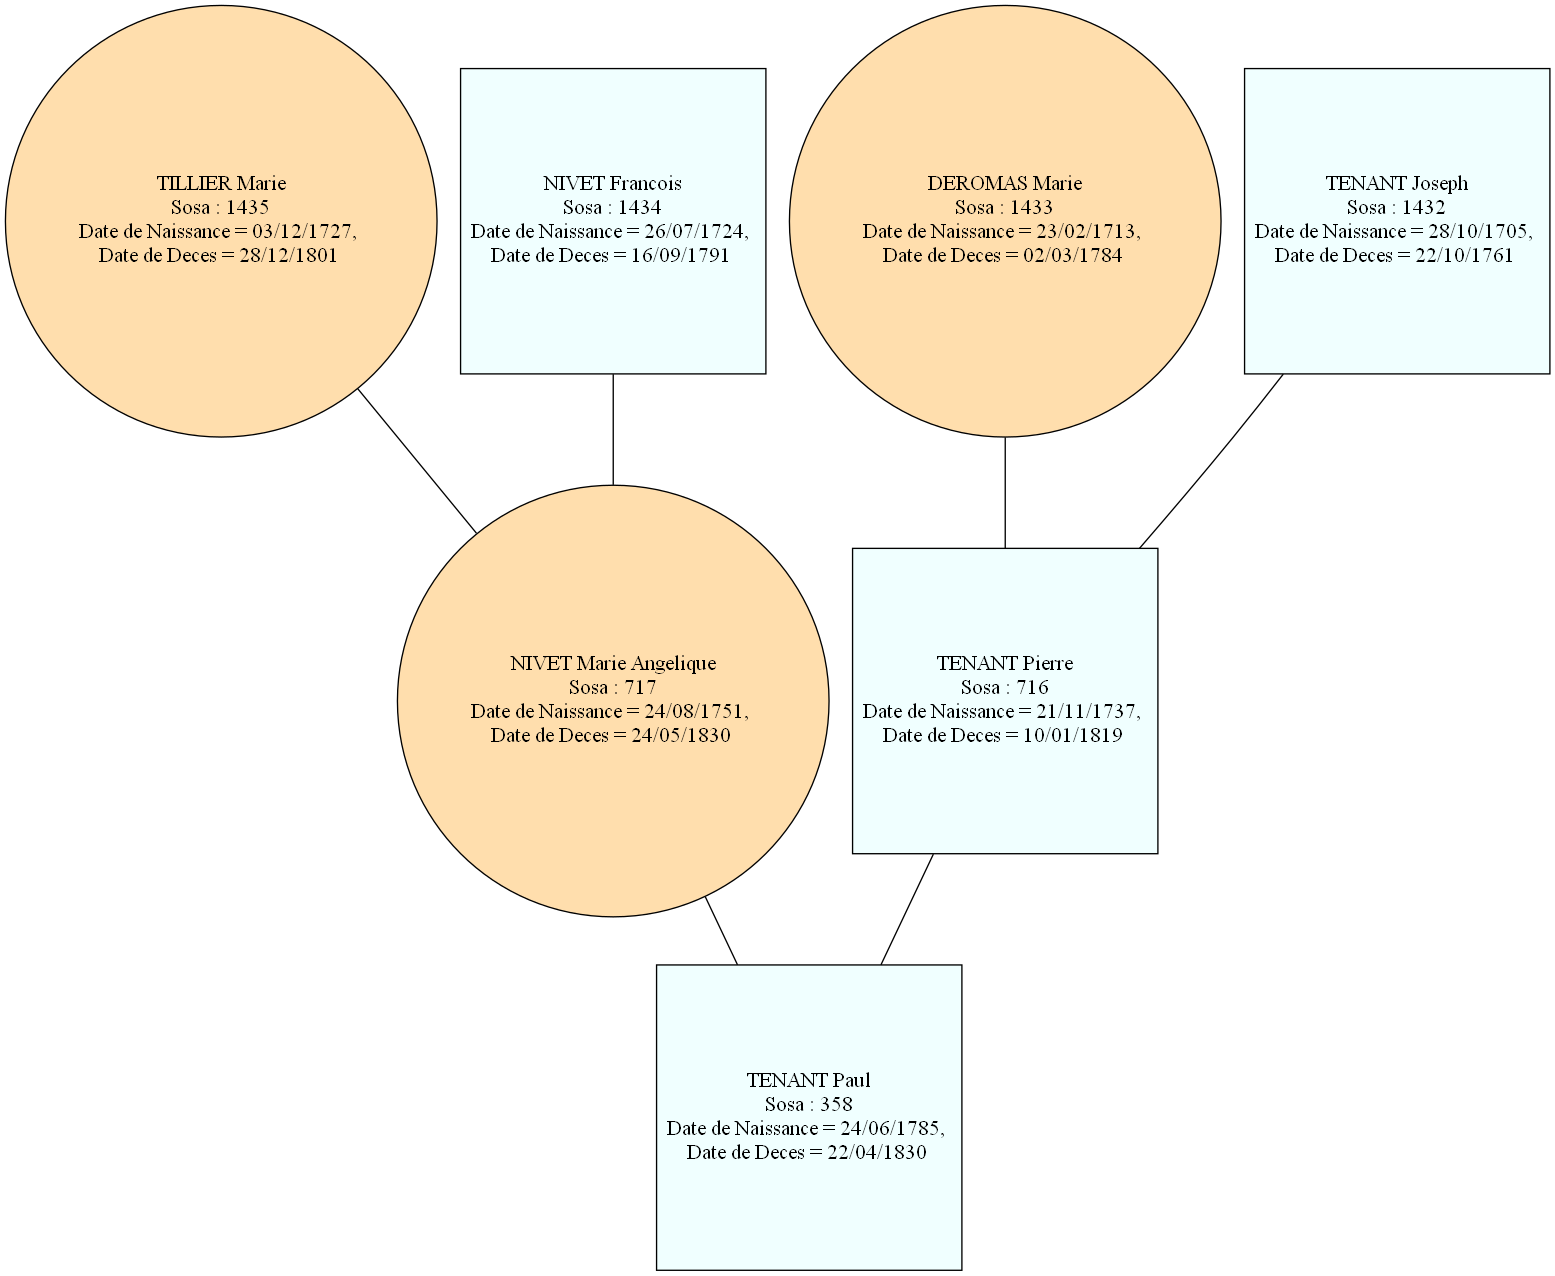 TILLIER Marie
Sosa : 1435
Date de Naissance = 03/12/1727,
Date de Deces = 28/12/1801
NIVET Francois
Sosa : 1434
Date de Naissance = 26/07/1724,
Date de Deces = 16/09/1791
DEROMAS Marie
Sosa : 1433
Date de Naissance = 23/02/1713,
Date de Deces = 02/03/1784
TENANT Joseph
Sosa : 1432
Date de Naissance = 28/10/1705,
Date de Deces = 22/10/1761
NIVET Marie Angelique
Sosa : 717
Date de Naissance = 24/08/1751,
Date de Deces = 24/05/1830
TENANT Pierre
Sosa : 716
Date de Naissance = 21/11/1737,
Date de Deces = 10/01/1819
TENANT Paul
Sosa : 358
Date de Naissance = 24/06/1785,
Date de Deces = 22/04/1830